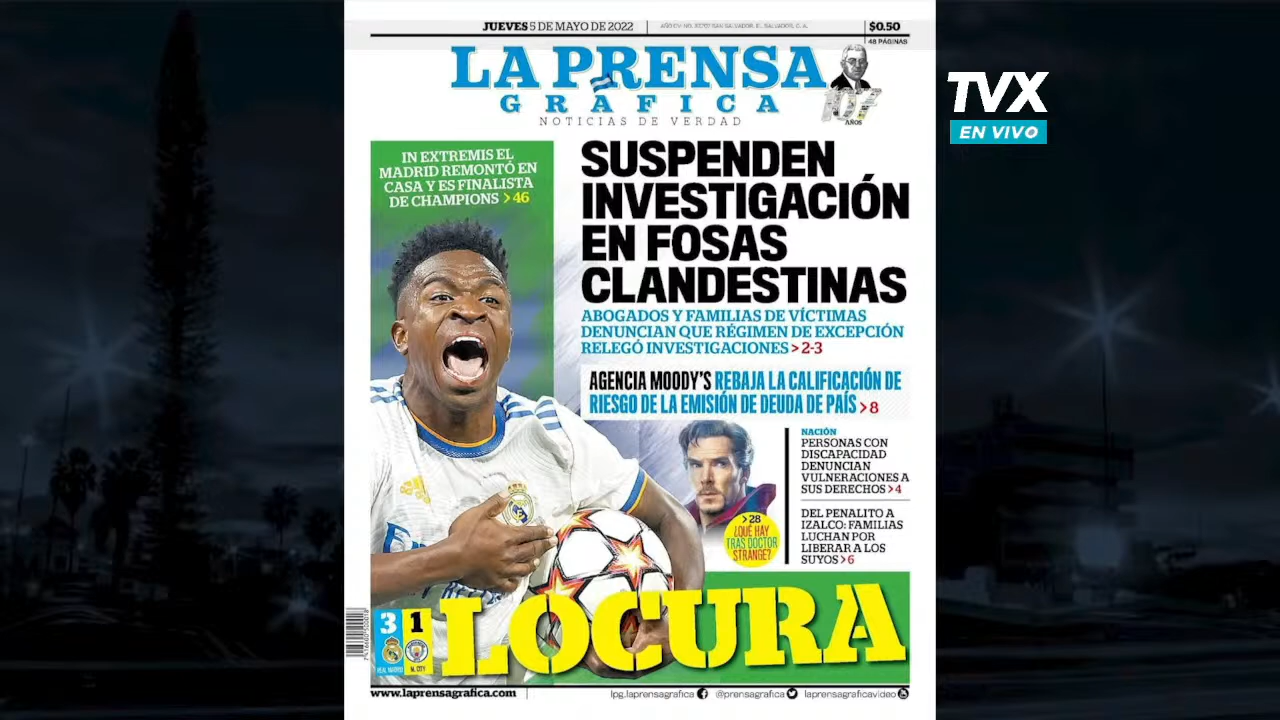 JUEVES 5 DE MAYO DE 2022
$0.50
48 PÁGINAS
LA PRENSA
GRÁFICA
NOTICIAS DE VERDAD
107
AÑOS
TVX
EN VIVO
IN EXTREMIS EL
MADRID REMONTÓ EN
CASA Y ES FINALISTA
DE CHAMPIONS >46
SUSPENDEN
INVESTIGACIÓN
EN FOSAS
CLANDESTINAS
ABOGADOS Y FAMILIAS DE VÍCTIMAS
DENUNCIAN QUE RÉGIMEN DE EXCEPCIÓN
RELEGÓ INVESTIGACIONES >2-3
AGENCIA MOODY'S REBAJA LA CALIFICACIÓN DE
RIESGO DE LA EMISIÓN DE DEUDA DE PAÍS >8
>28
¿QUÉ HAY
TRAS DOCTOR
STRANGE?
NACIÓN
PERSONAS CON
DISCAPACIDAD
DENUNCIAN
VULNERACIONES A
SUS DERECHOS >4
DEL PENALITO A
IZALCO: FAMILIAS
LUCHAN POR
LIBERAR A LOS
SUYOS >6
3 1
REAL MADRID M. CITY
LOCURA
www.laprensagrafica.com
lpg.laprensagrafica
@prensagrafica
laprensagraficavideo